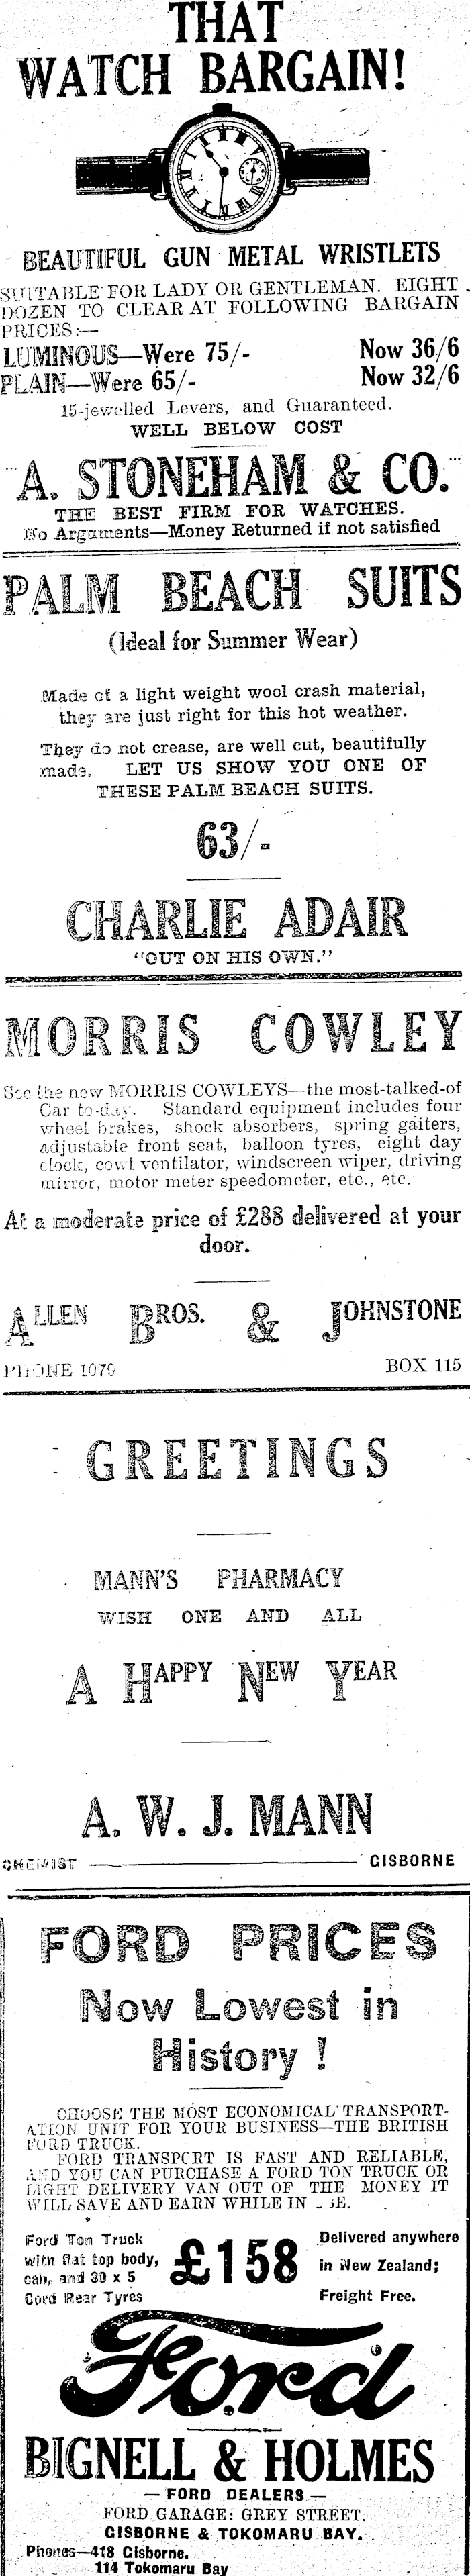 THAT
WATCH BARGAIN!
BEAUTIFUL GUN METAL WRISTLETS
SUITABLE FOR LADY OR GENTLEMAN. EIGHT
DOZEN TO CLEAR AT FOLLOWING BARGAIN
PRICES:—
LUMINOUS—Were 75/- Now 36/6
PLAIN—Were 65/- Now 32/6
15-jewelled Levers, and Guaranteed.
WELL BELOW COST
A. STONEHAM & CO.
THE BEST FIRM FOR WATCHES.
No Arguments—Money Returned if not satisfied
PALM BEACH SUITS
(Ideal for Summer Wear)
Made of a light weight wool crash material,
they are just right for this hot weather.
They do not crease, are well cut, beautifully
made. LET US SHOW YOU ONE OF
THESE PALM BEACH SUITS.
63/-
CHARLIE ADAIR
"OUT ON HIS OWN."
MORRIS COWLEY
See the new MORRIS COWLEYS—the most-talked-of
Car to-day. Standard equipment includes four
wheel brakes, shock absorbers, spring gaiters,
adjustable front seat, balloon tyres, eight day
clock, cowl ventilator, windscreen wiper, driving
mirror, motor meter speedometer, etc., etc.
At a moderate price of £288 delivered at your
door.
ALLEN BROS. & JOHNSTONE
PHONE 1079 BOX 115
GREETINGS
MANN'S PHARMACY
WISH ONE AND ALL
A HAPPY NEW YEAR
A. W. J. MANN
CHEMIST — GISBORNE
FORD PRICES
Now Lowest in
History !
CHOOSE THE MOST ECONOMICAL TRANSPORT-
ATION UNIT FOR YOUR BUSINESS—THE BRITISH
FORD TRUCK.
FORD TRANSPORT IS FAST AND RELIABLE,
AND YOU CAN PURCHASE A FORD TON TRUCK OR
LIGHT DELIVERY VAN OUT OF THE MONEY IT
WILL SAVE AND EARN WHILE IN
Ford Ton Truck
with flat top body,
cab, and 30 x 5
Cord Rear Tyres
£158
Delivered anywhere
in New Zealand;
Freight Free.
Ford
BIGNELL & HOLMES
— FORD DEALERS —
FORD GARAGE: GREY STREET.
GISBORNE & TOKOMARU BAY.
Phones—418 Gisborne.
114 Tokomaru Bay